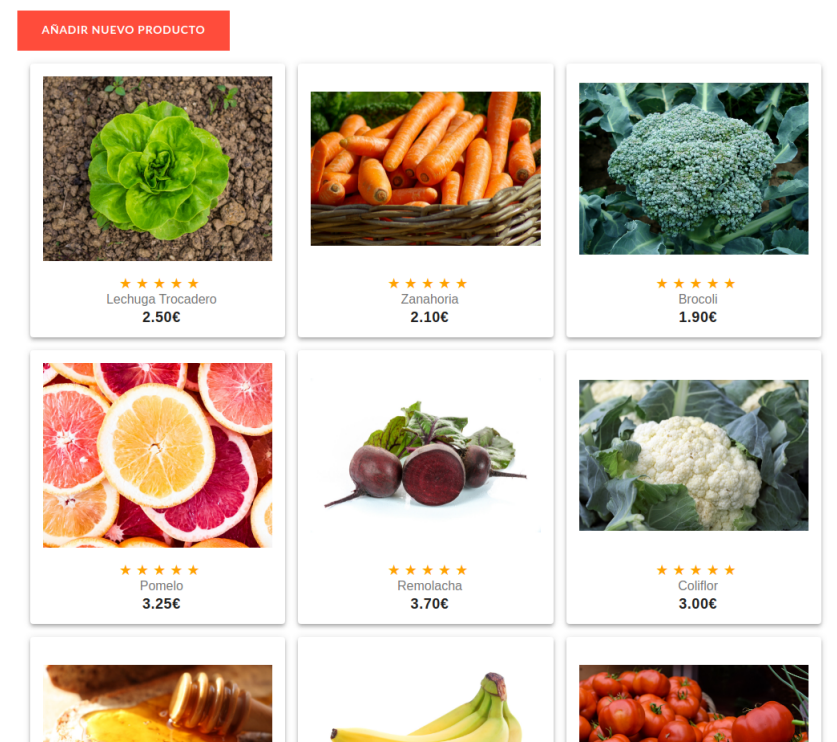 AÑADIR NUEVO PRODUCTO
★ ★ ★ ★ ★
Lechuga Trocadero
2.50€
★ ★ ★ ★ ★
Zanahoria
2.10€
★ ★ ★ ★ ★
Brocoli
1.90€
★ ★ ★ ★ ★
Pomelo
3.25€
★ ★ ★ ★ ★
Remolacha
3.70€
★ ★ ★ ★ ★
Coliflor
3.00€